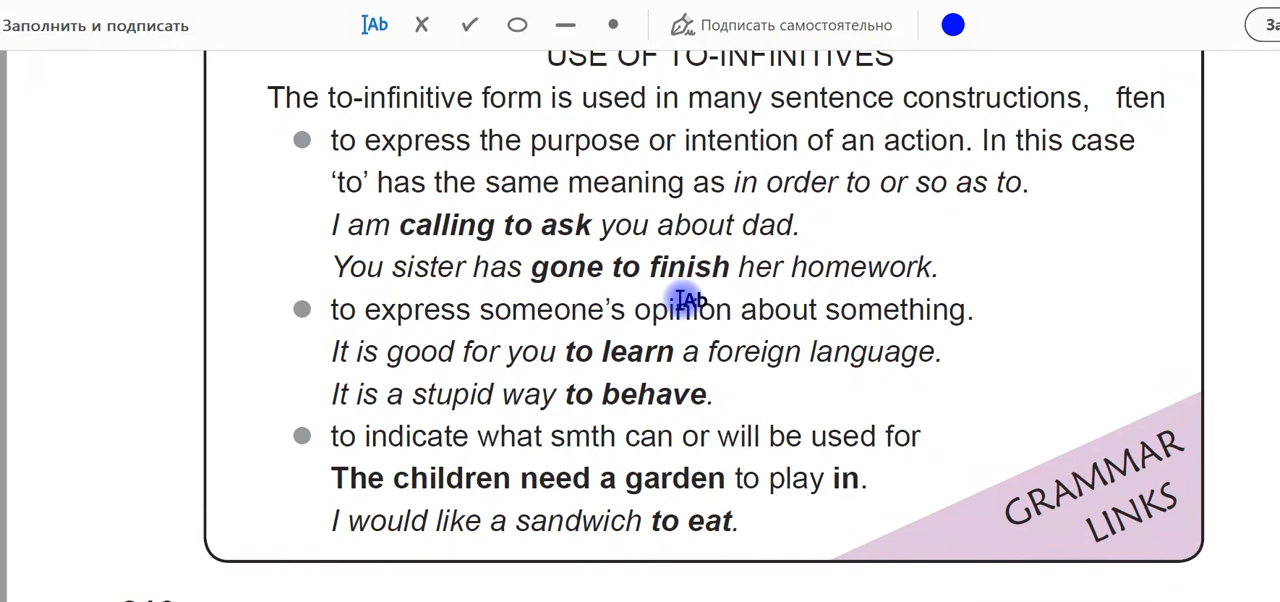 Заполнить и подписать
Ab
Подписать самостоятельно
За
USE OF TO-INFINITIVES
The to-infinitive form is used in many sentence constructions, ften
to express the purpose or intention of an action. In this case
‘to’ has the same meaning as in order to or so as to.
I am calling to ask you about dad.
You sister has gone to finish her homework.
Ab
to express someone’s opinion about something.
It is good for you to learn a foreign language.
It is a stupid way to behave.
to indicate what smth can or will be used for
The children need a garden to play in.
I would like a sandwich to eat.
GRAMMAR
LINKS